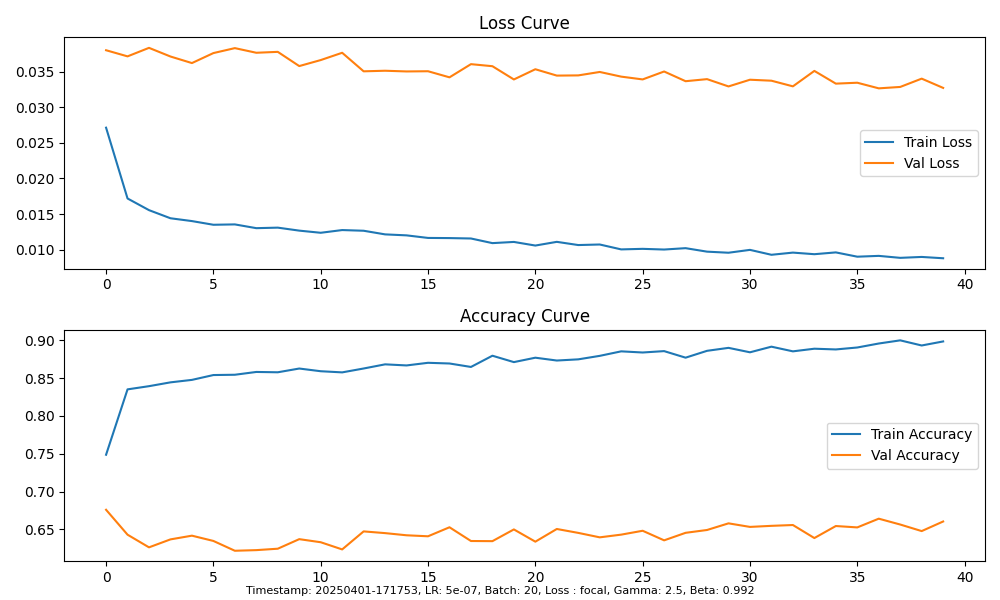 Loss Curve
0.035
0.030
0.025
0.020
0.015
0.010
Train Loss
Val Loss
0 5 10 15 20 25 30 35 40
Accuracy Curve
0.90
0.85
0.80
0.75
0.70
0.65
Train Accuracy
Val Accuracy
0 5 10 15 20 25 30 35 40
Timestamp: 20250401-171753, LR: 5e-07, Batch: 20, Loss : focal, Gamma: 2.5, Beta: 0.992